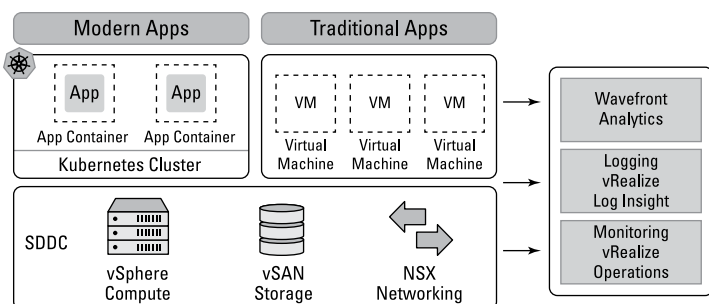 Modern Apps
Traditional Apps
App
App
App Container
App Container
Kubernetes Cluster
VM
VM
VM
Virtual
Machine
Virtual
Machine
Virtual
Machine
SDDC
vSphere
Compute
vSAN
Storage
NSX
Networking
Wavefront
Analytics
Logging
vRealize
Log Insight
Monitoring
vRealize
Operations